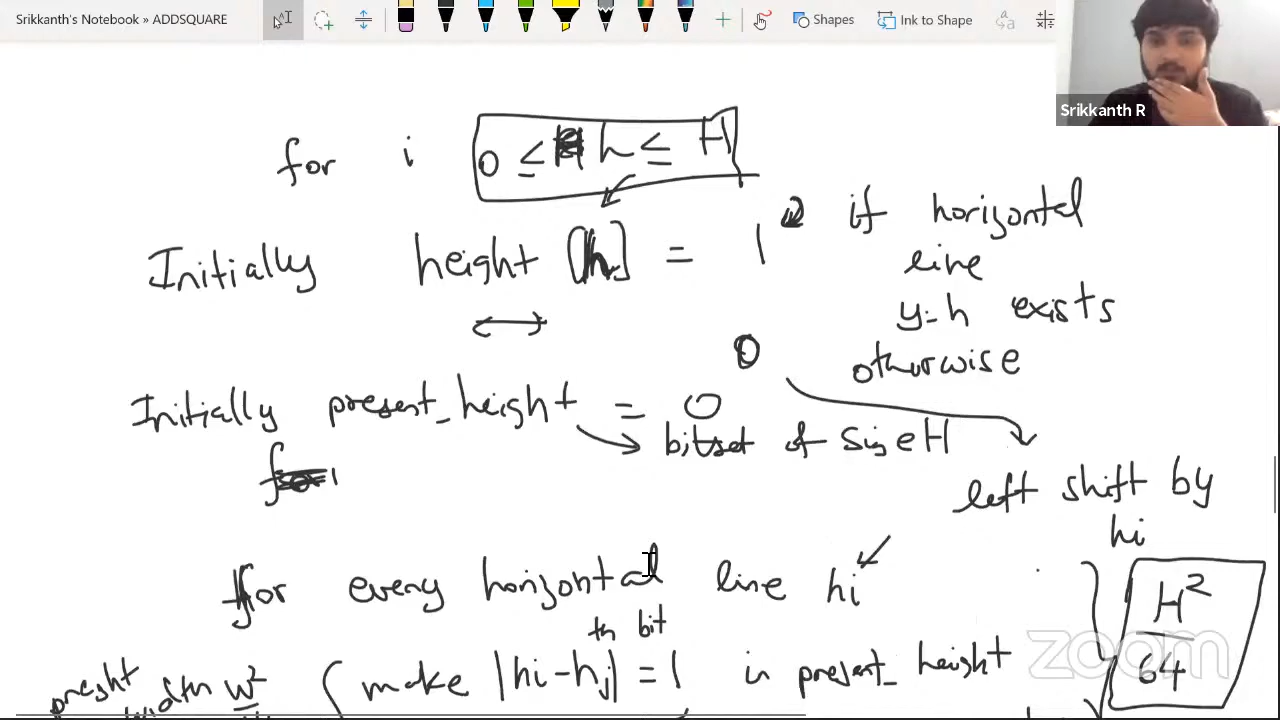 Srikkanth's Notebook » ADDSQUARE
Shapes
Ink to Shape
Srikkanth R
for i 0 ≤ h ≤ H
Initially height [h] = 1 if horizontal
line
y=h exists
0 otherwise
Initially present_height = 0
bitset of size H
left shift by
hi
for every horizontal line hi
th bit
make |hi-hj| = 1 in present_height
H²
64
W²
zoom